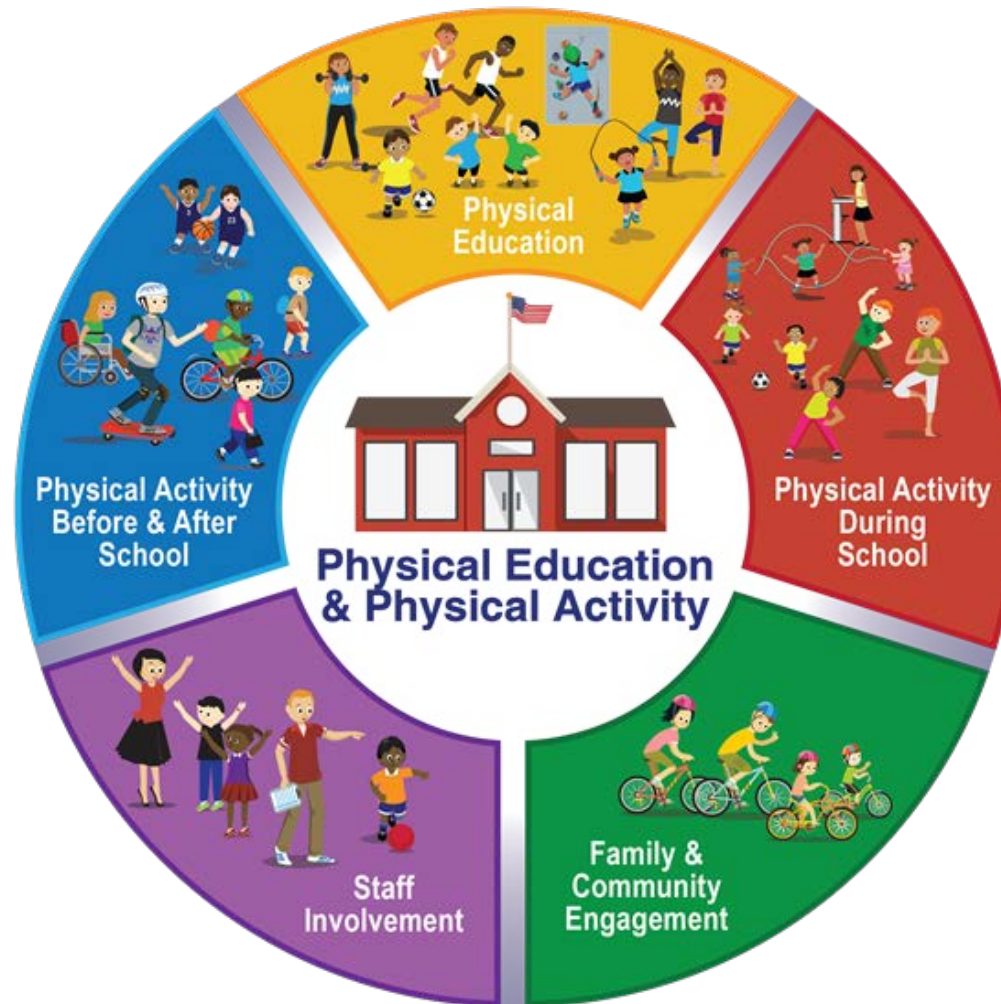 Physical
Education
Physical Activity
During
School
Family &
Community
Engagement
Staff
Involvement
Physical Activity
Before & After
School
Physical Education
& Physical Activity